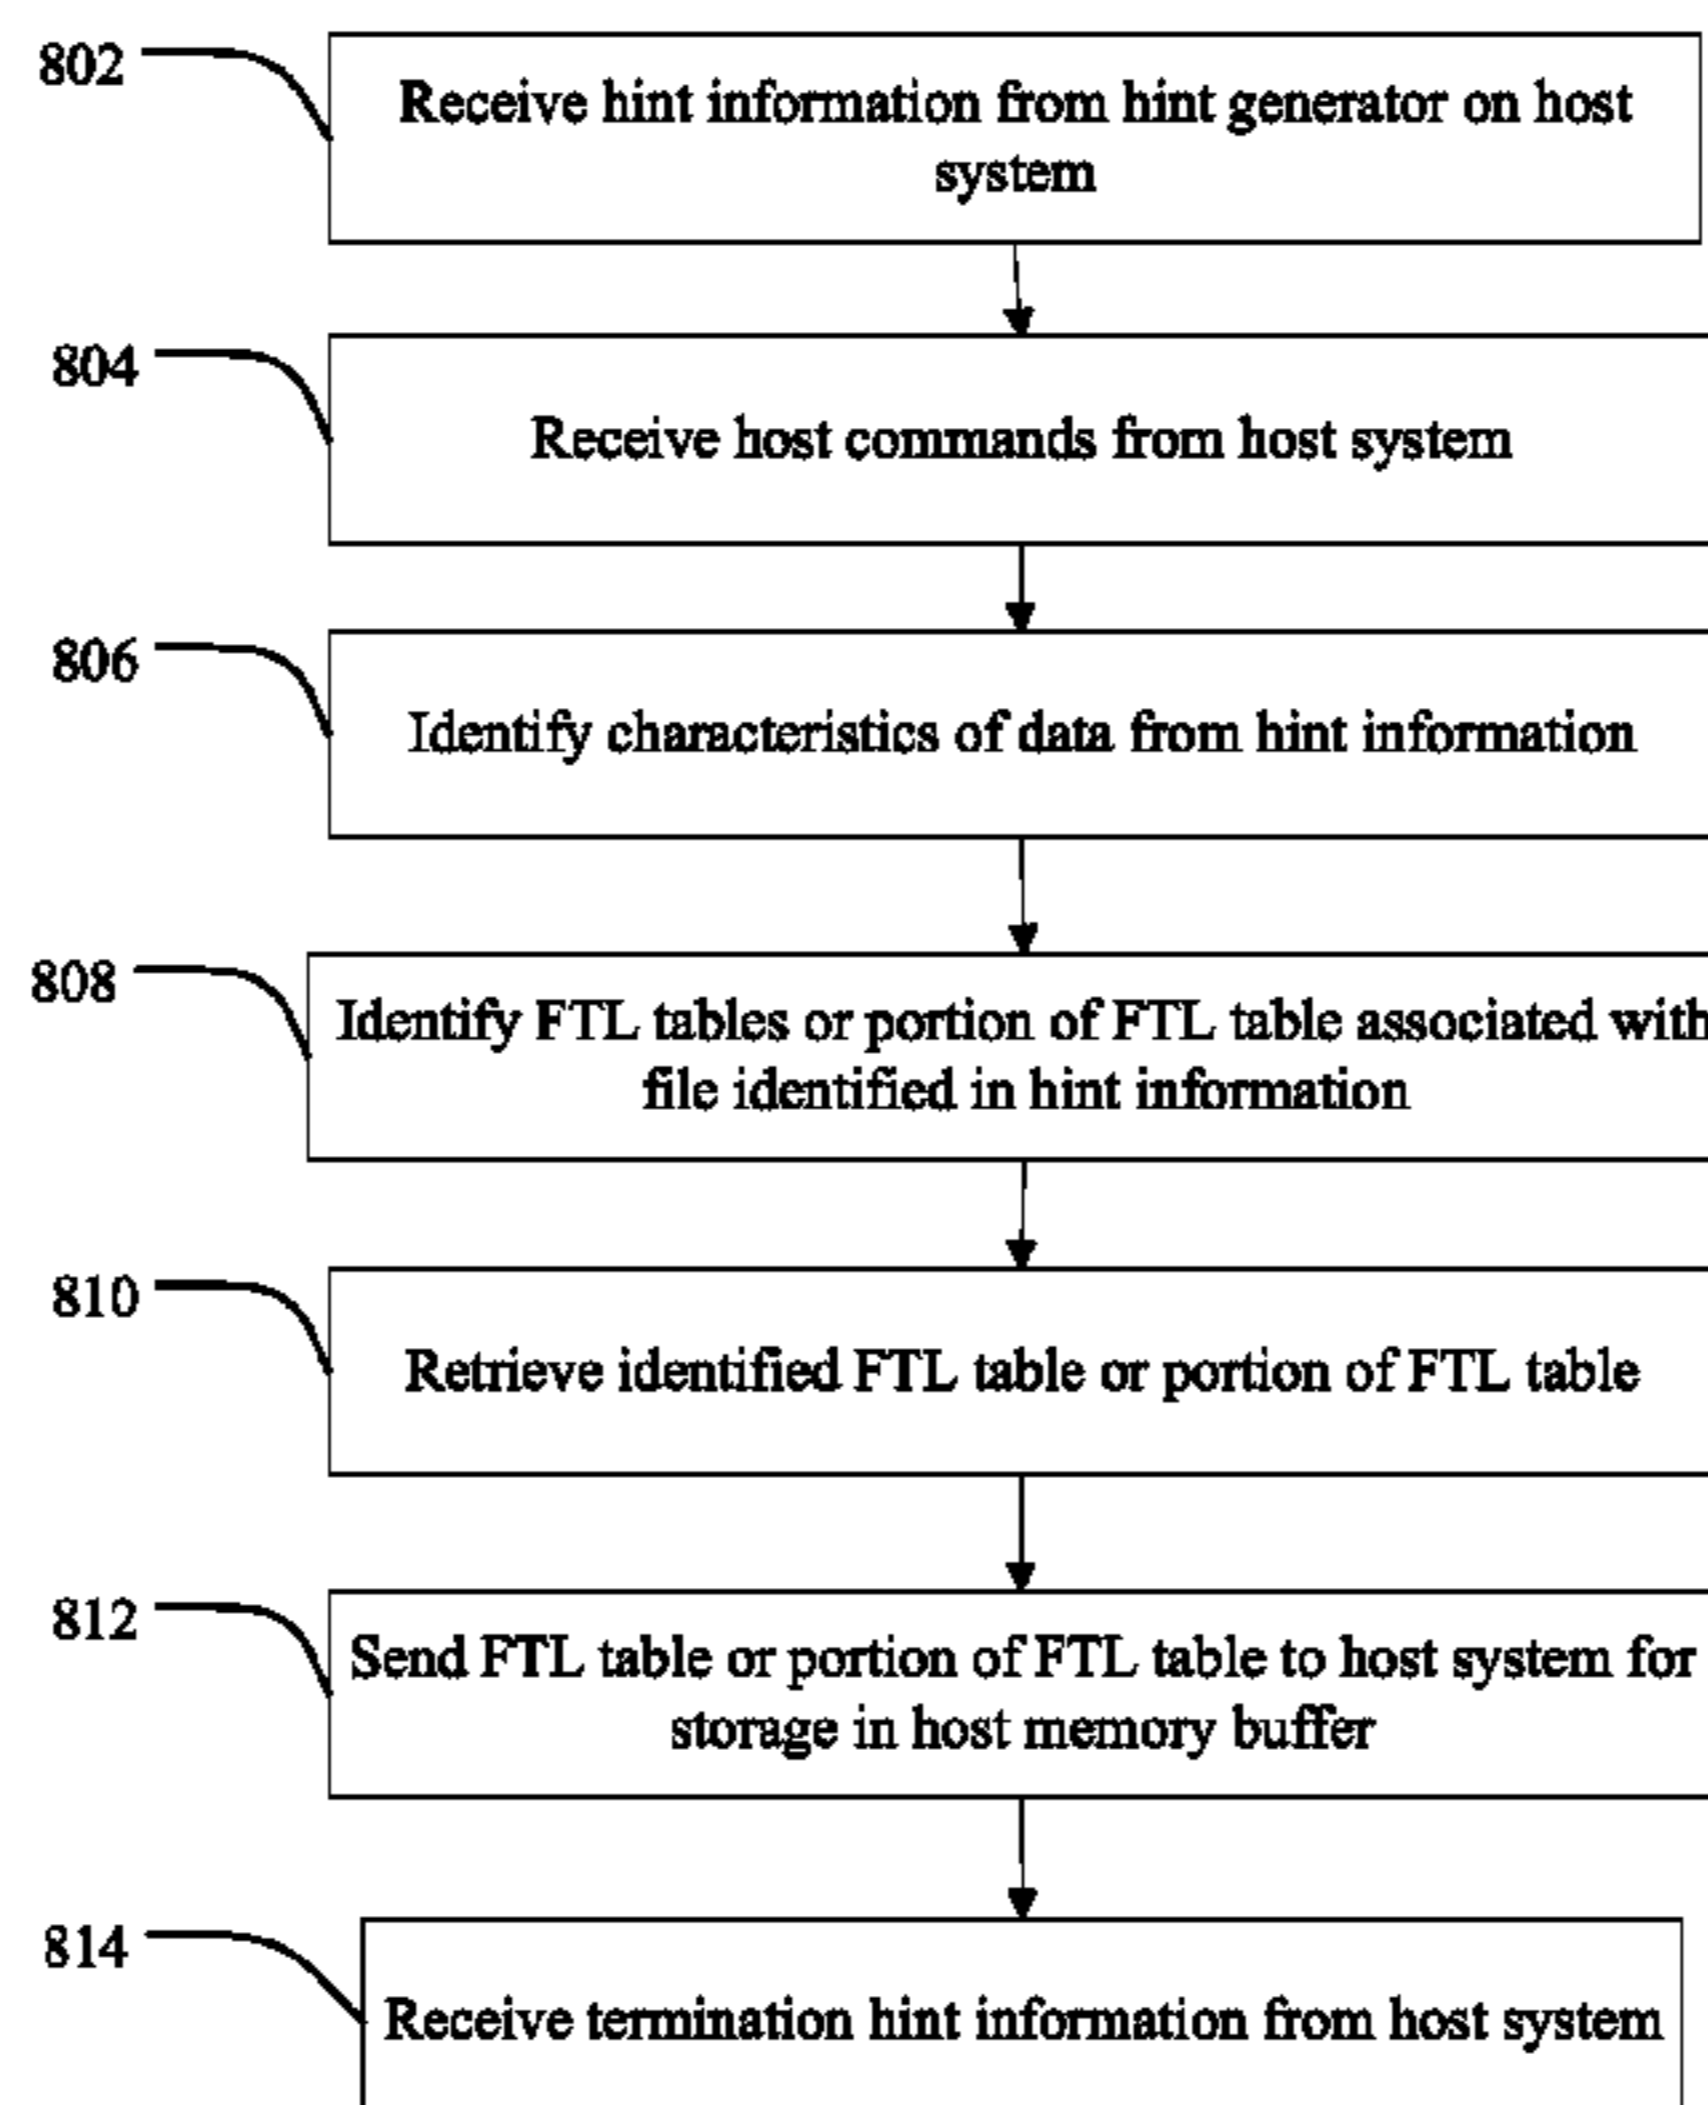 802
Receive hint information from hint generator on host
system
804
Receive host commands from host system
806
Identify characteristics of data from hint information
808
Identify FTL tables or portion of FTL table associated with
file identified in hint information
810
Retrieve identified FTL table or portion of FTL table
812
Send FTL table or portion of FTL table to host system for
storage in host memory buffer
814
Receive termination hint information from host system